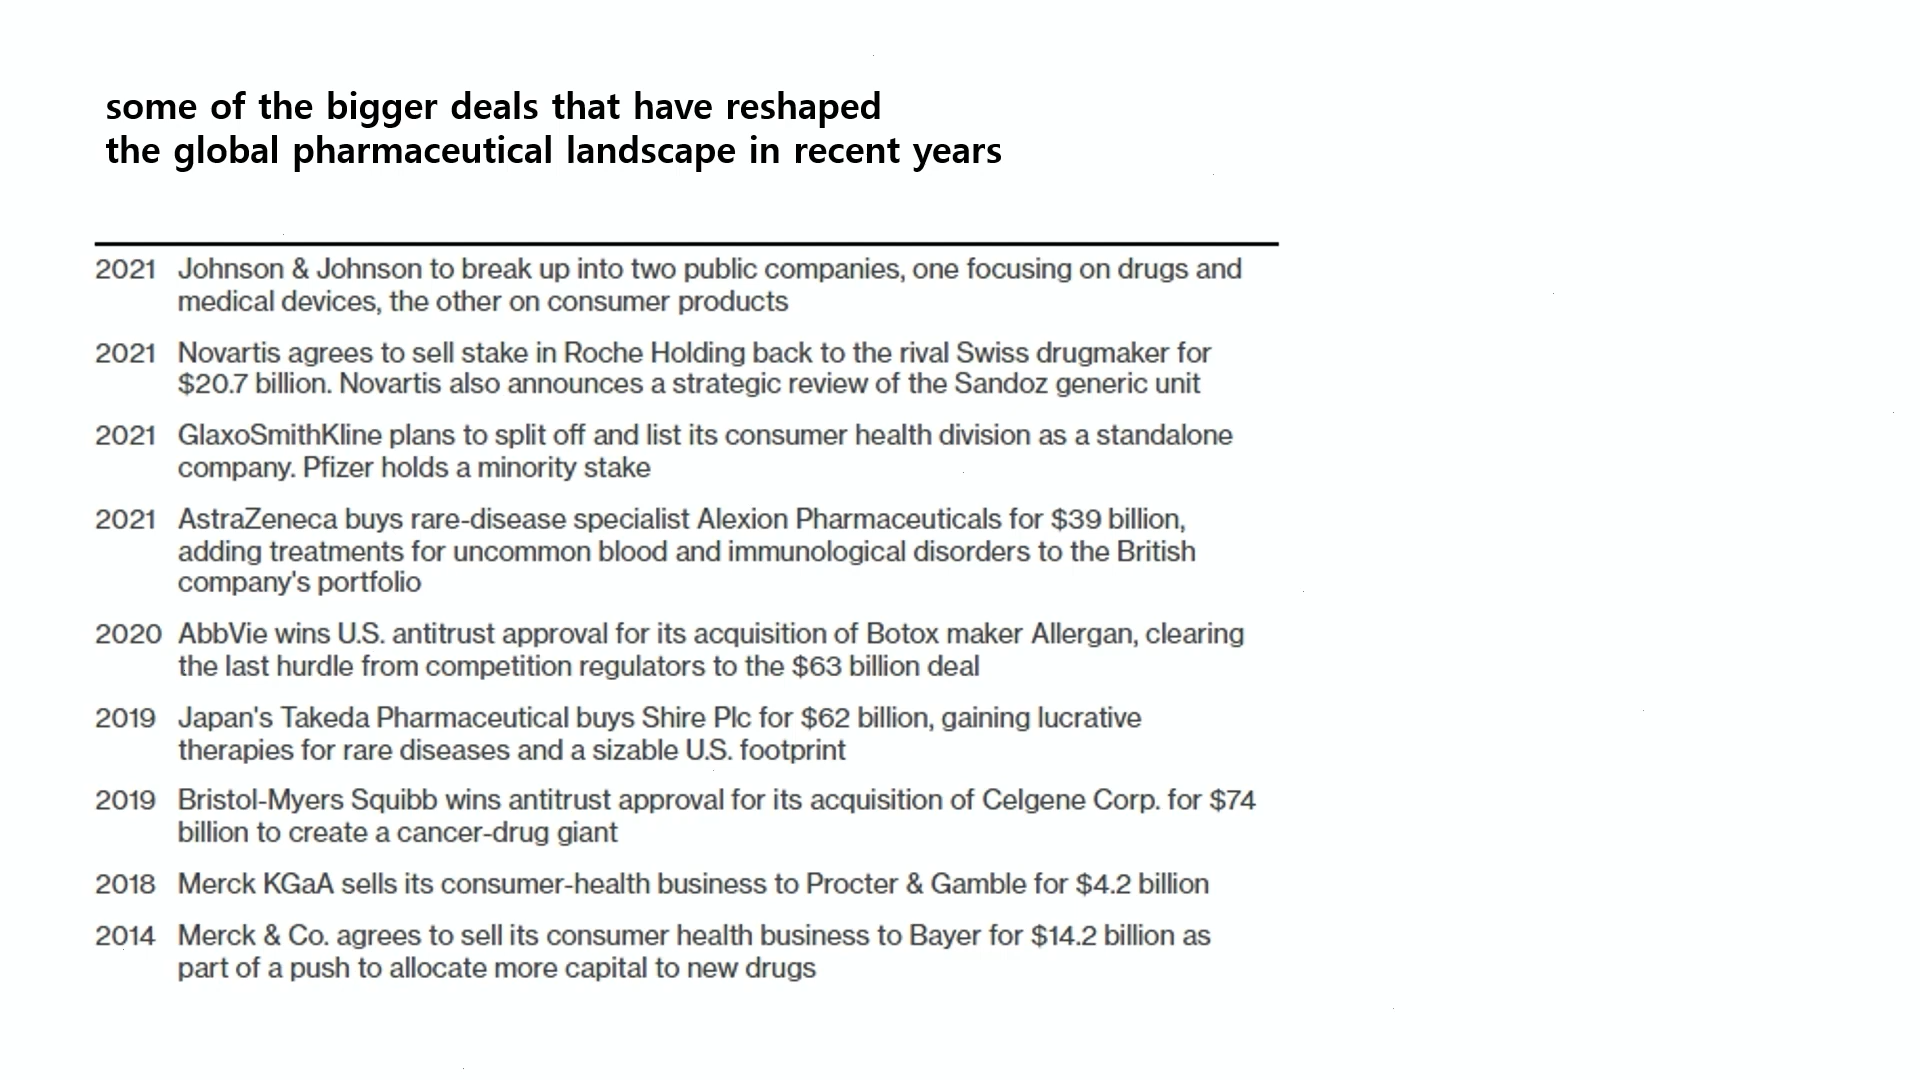 some of the bigger deals that have reshaped
the global pharmaceutical landscape in recent years
2021 Johnson & Johnson to break up into two public companies, one focusing on drugs and
medical devices, the other on consumer products
2021 Novartis agrees to sell stake in Roche Holding back to the rival Swiss drugmaker for
$20.7 billion. Novartis also announces a strategic review of the Sandoz generic unit
2021 GlaxoSmithKline plans to split off and list its consumer health division as a standalone
company. Pfizer holds a minority stake
2021 AstraZeneca buys rare-disease specialist Alexion Pharmaceuticals for $39 billion,
adding treatments for uncommon blood and immunological disorders to the British
company's portfolio
2020 AbbVie wins U.S. antitrust approval for its acquisition of Botox maker Allergan, clearing
the last hurdle from competition regulators to the $63 billion deal
2019 Japan's Takeda Pharmaceutical buys Shire Plc for $62 billion, gaining lucrative
therapies for rare diseases and a sizable U.S. footprint
2019 Bristol-Myers Squibb wins antitrust approval for its acquisition of Celgene Corp. for $74
billion to create a cancer-drug giant
2018 Merck KGaA sells its consumer-health business to Procter & Gamble for $4.2 billion
2014 Merck & Co. agrees to sell its consumer health business to Bayer for $14.2 billion as
part of a push to allocate more capital to new drugs